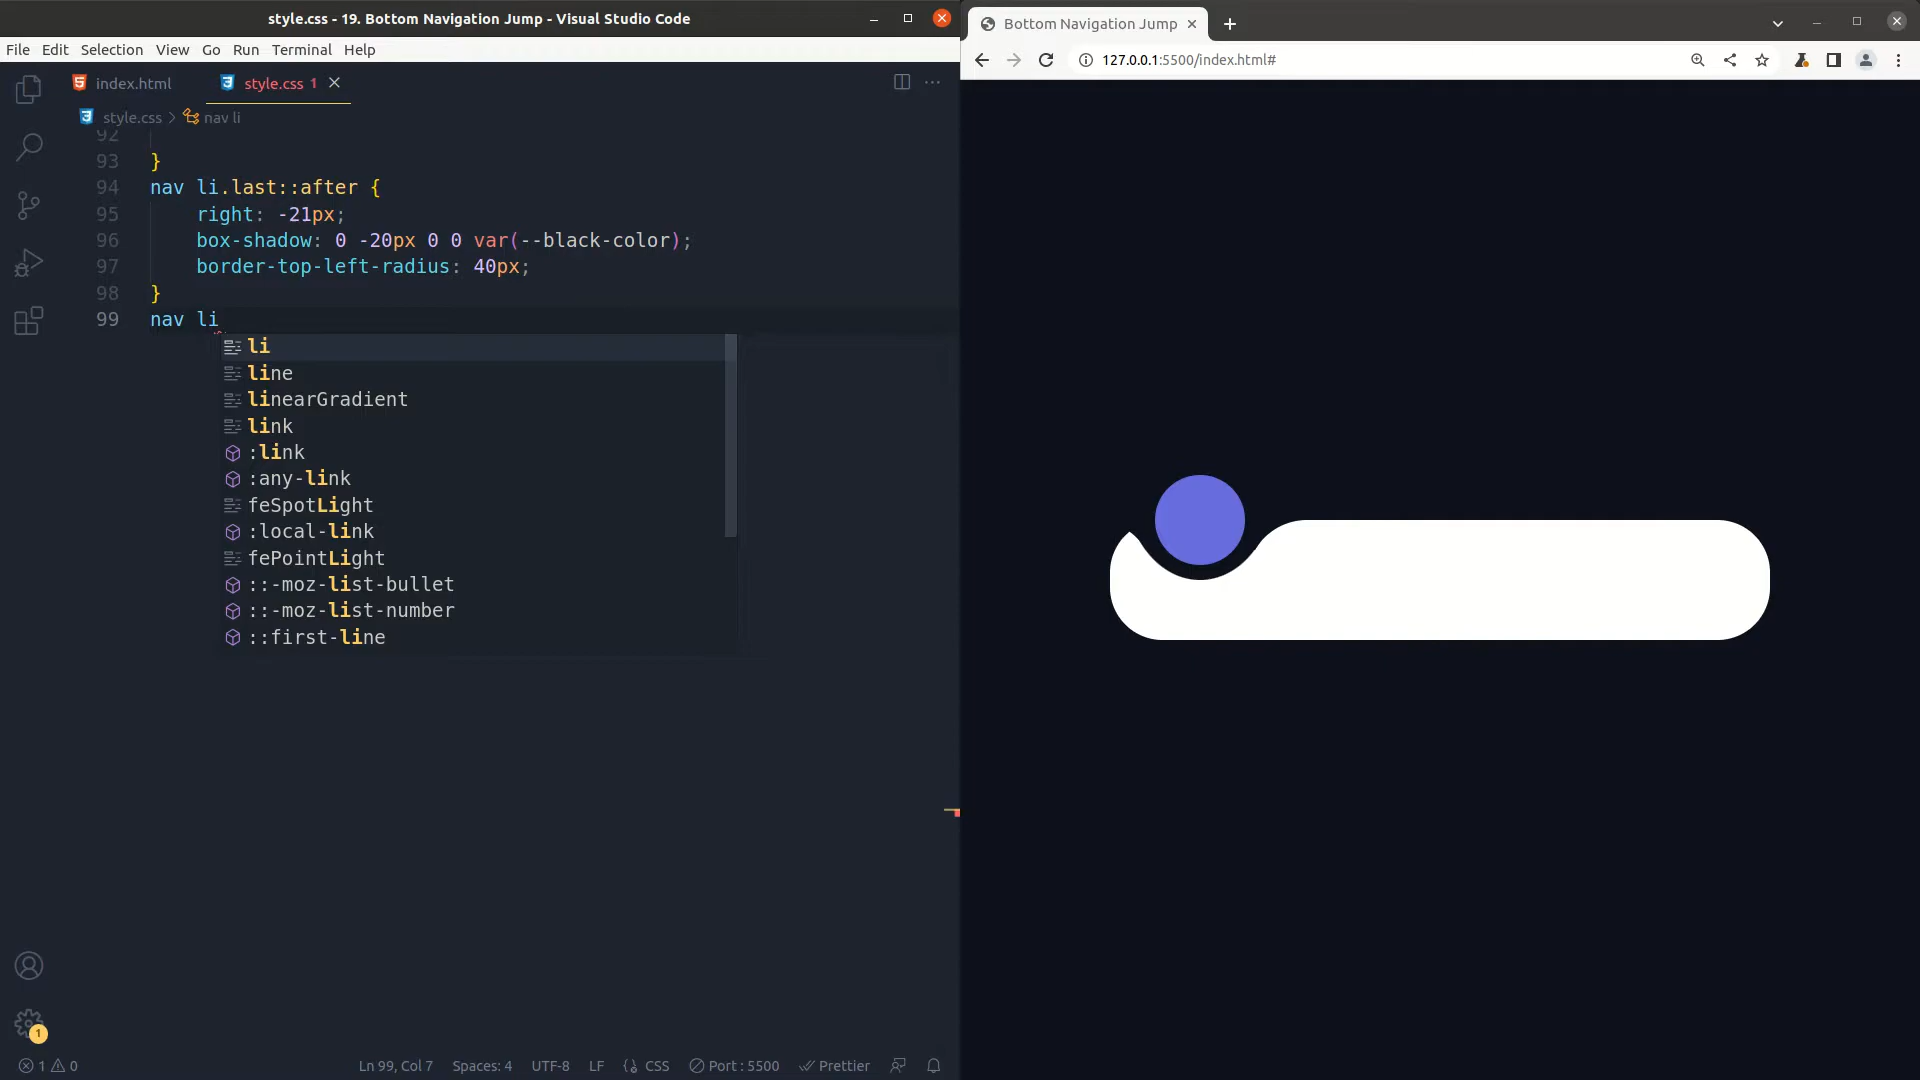 style.css - 19. Bottom Navigation Jump - Visual Studio Code
File Edit Selection View Go Run Terminal Help
index.html style.css 1
style.css > nav li
92
93 }
94 nav li.last::after {
95 right: -21px;
96 box-shadow: 0 -20px 0 0 var(--black-color);
97 border-top-left-radius: 40px;
98 }
99 nav li
li
line
linearGradient
link
:link
:any-link
feSpotLight
:local-link
fePointLight
::-moz-list-bullet
::-moz-list-number
::first-line
1
1 0 Ln 99, Col 7 Spaces: 4 UTF-8 LF {} CSS Port : 5500 Prettier
Bottom Navigation Jump
127.0.0.1:5500/index.html#